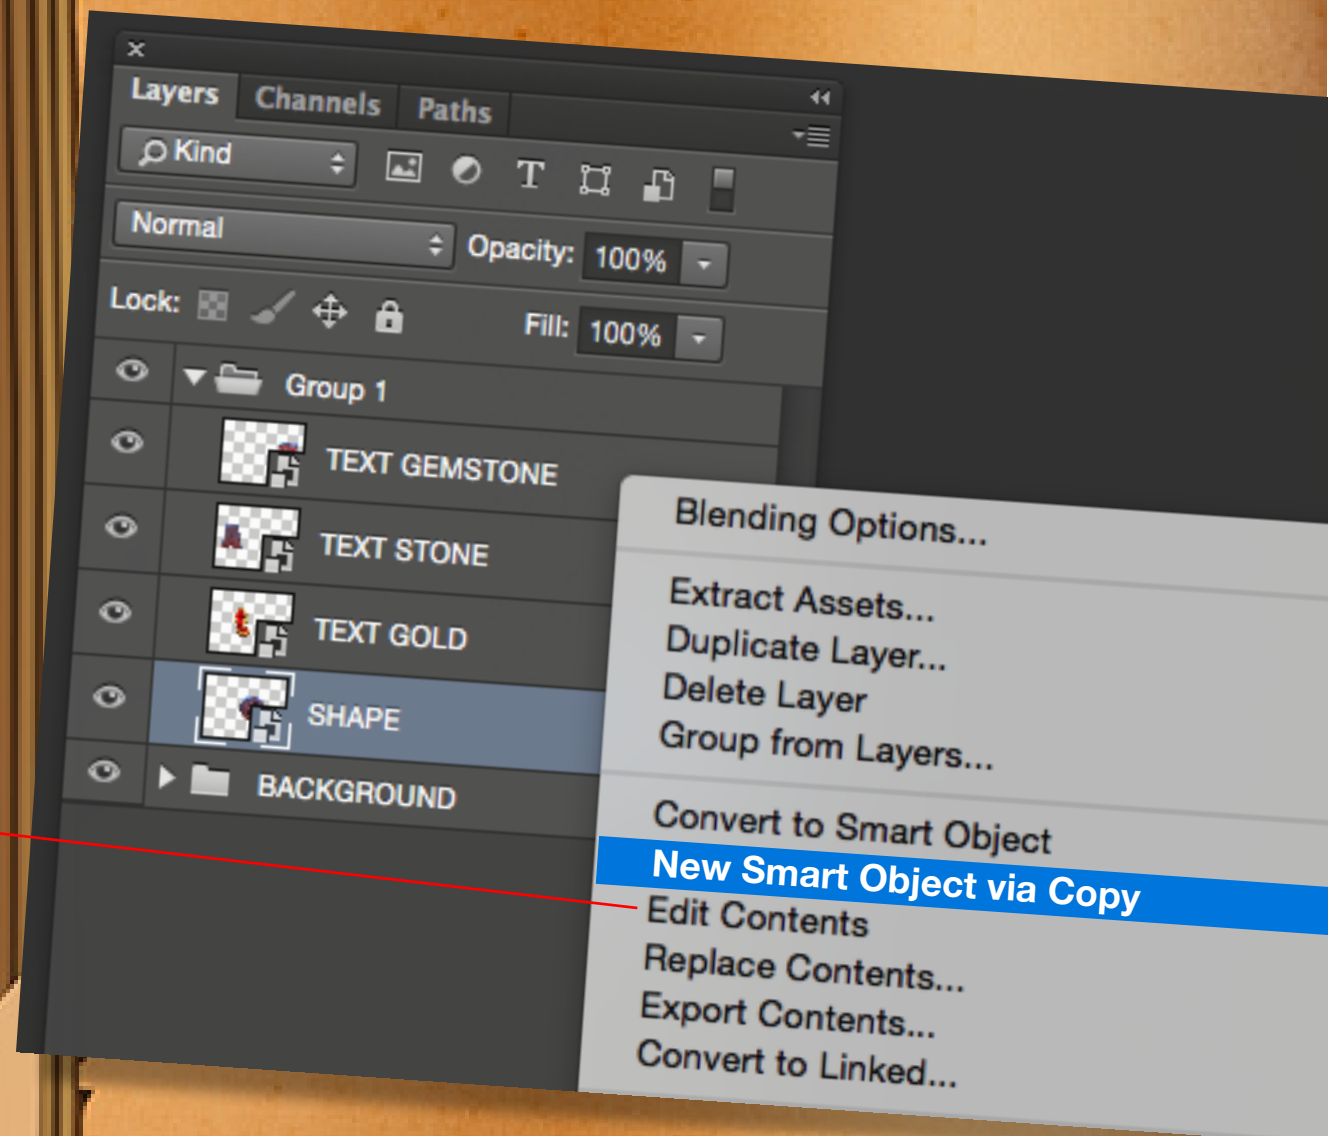 Layers Channels Paths
Kind
Normal Opacity: 100%
Lock: Fill: 100%
Group 1
TEXT GEMSTONE
TEXT STONE
TEXT GOLD
SHAPE
BACKGROUND
Blending Options...
Extract Assets...
Duplicate Layer...
Delete Layer
Group from Layers...
Convert to Smart Object
New Smart Object via Copy
Edit Contents
Replace Contents...
Export Contents...
Convert to Linked...